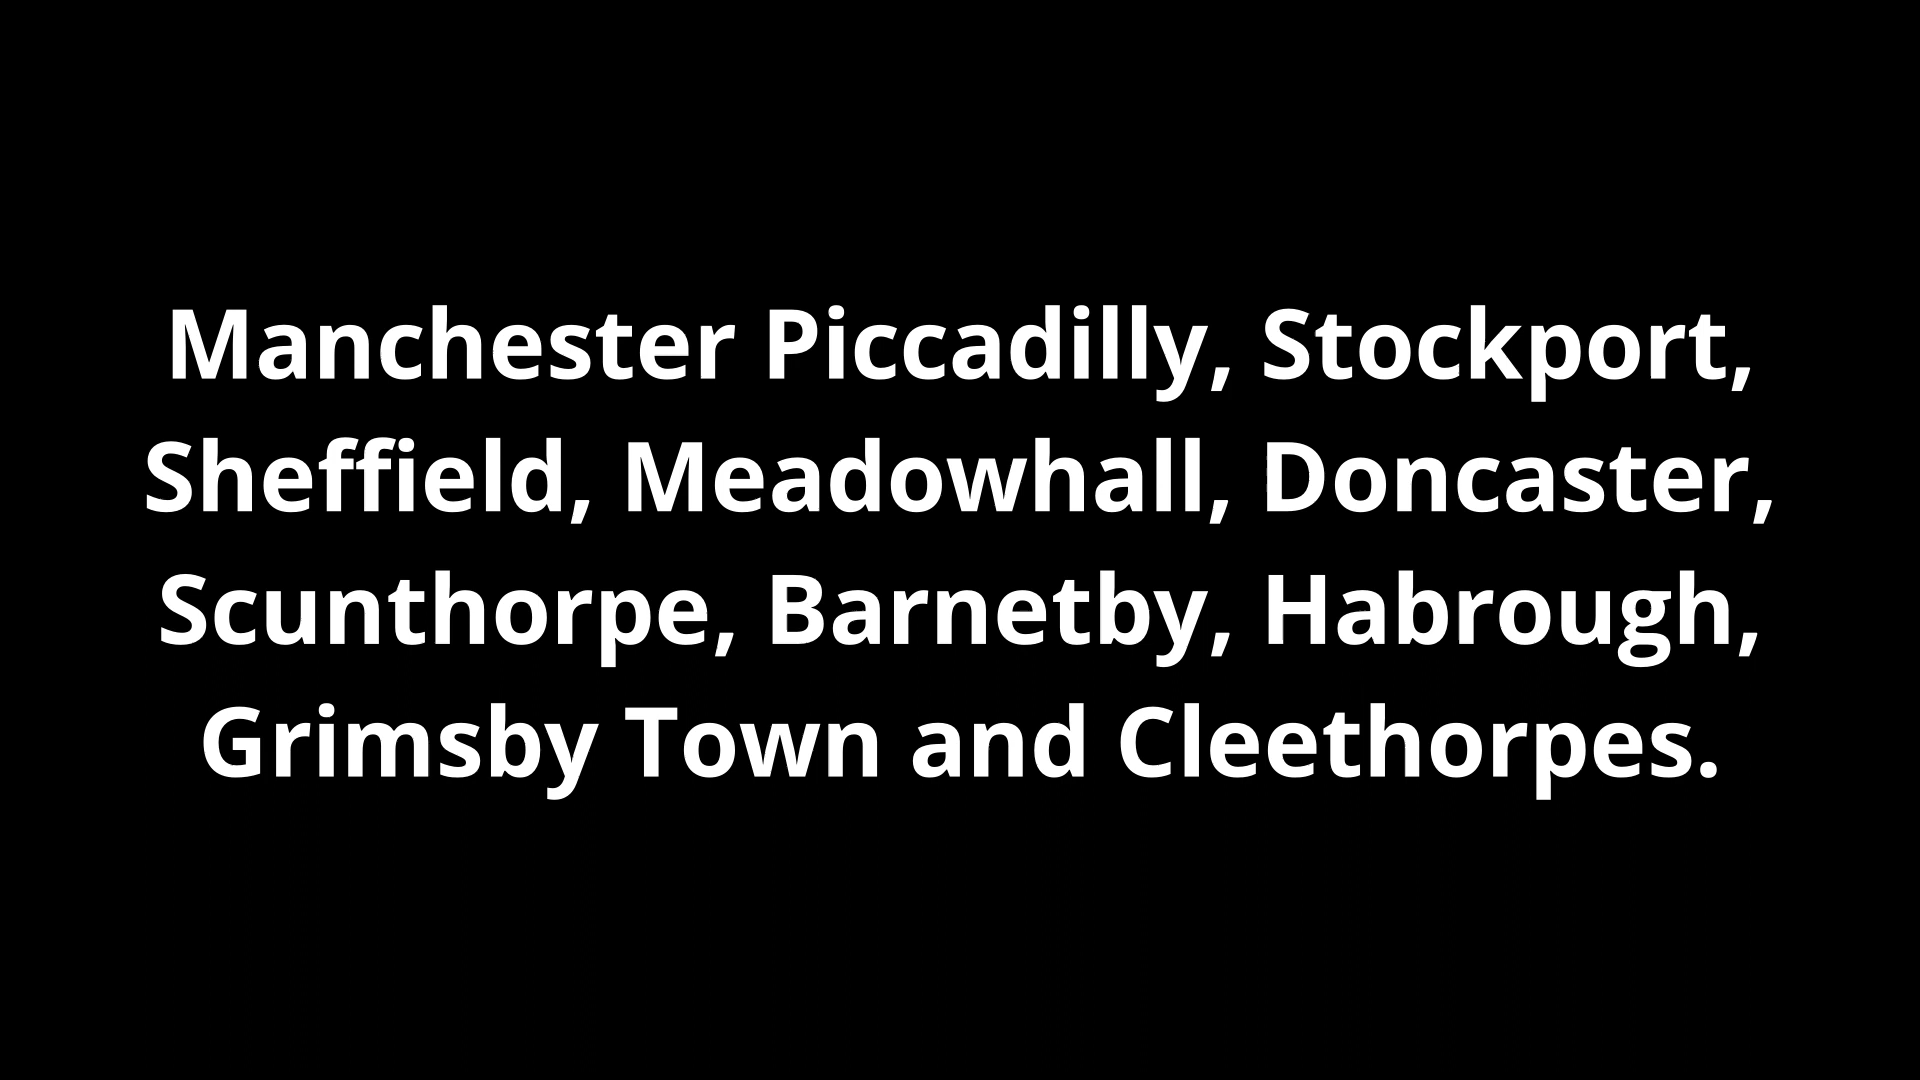 Manchester Piccadilly, Stockport,
Sheffield, Meadowhall, Doncaster,
Scunthorpe, Barnetby, Habrough,
Grimsby Town and Cleethorpes.